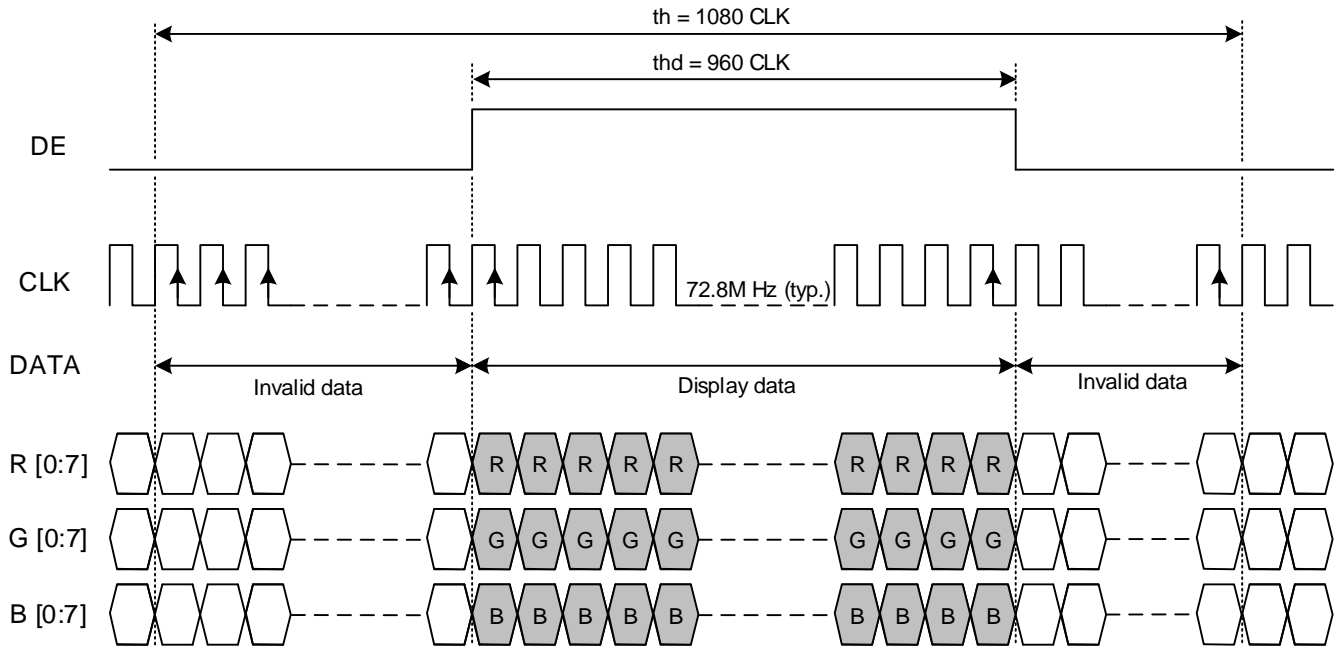 th = 1080 CLK
thd = 960 CLK
DE
CLK
72.8M Hz (typ.)
DATA
Invalid data
Display data
Invalid data
R [0:7]
R R R R R R R R R
G [0:7]
G G G G G G G G G
B [0:7]
B B B B B B B B B